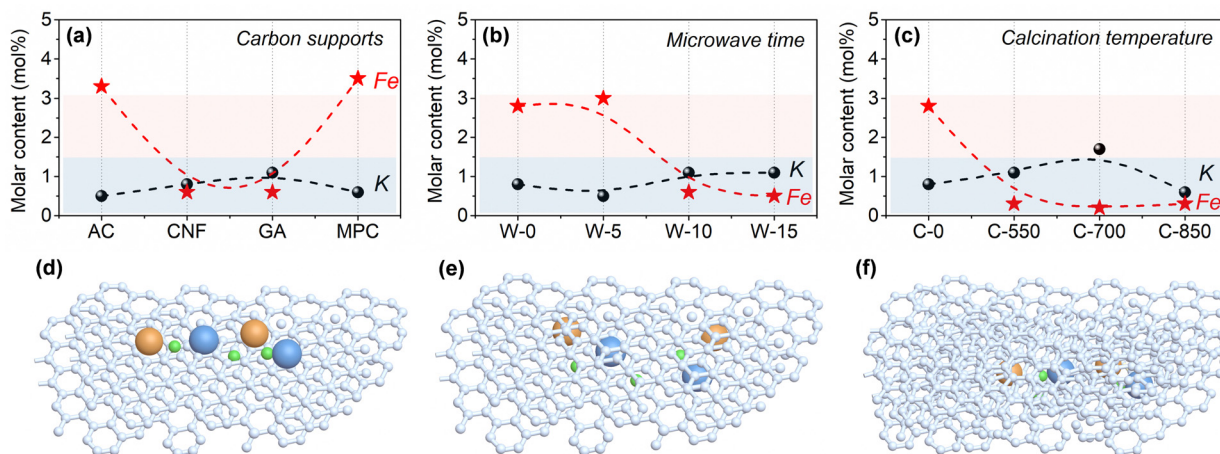 (a) Carbon supports
Molar content (mol%)
5
4
3
2
1
0
Fe
K
AC CNF GA MPC
(b) Microwave time
Molar content (mol%)
5
4
3
2
1
0
K
Fe
W-0 W-5 W-10 W-15
(c) Calcination temperature
Molar content (mol%)
5
4
3
2
1
0
K
Fe
C-0 C-550 C-700 C-850
(d)
(e)
(f)